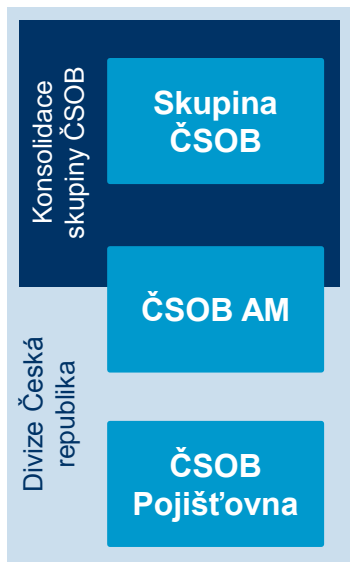 Konsolidace
skupiny ČSOB
Skupina
ČSOB
ČSOB AM
Divize Česká
republika
ČSOB
Pojišťovna